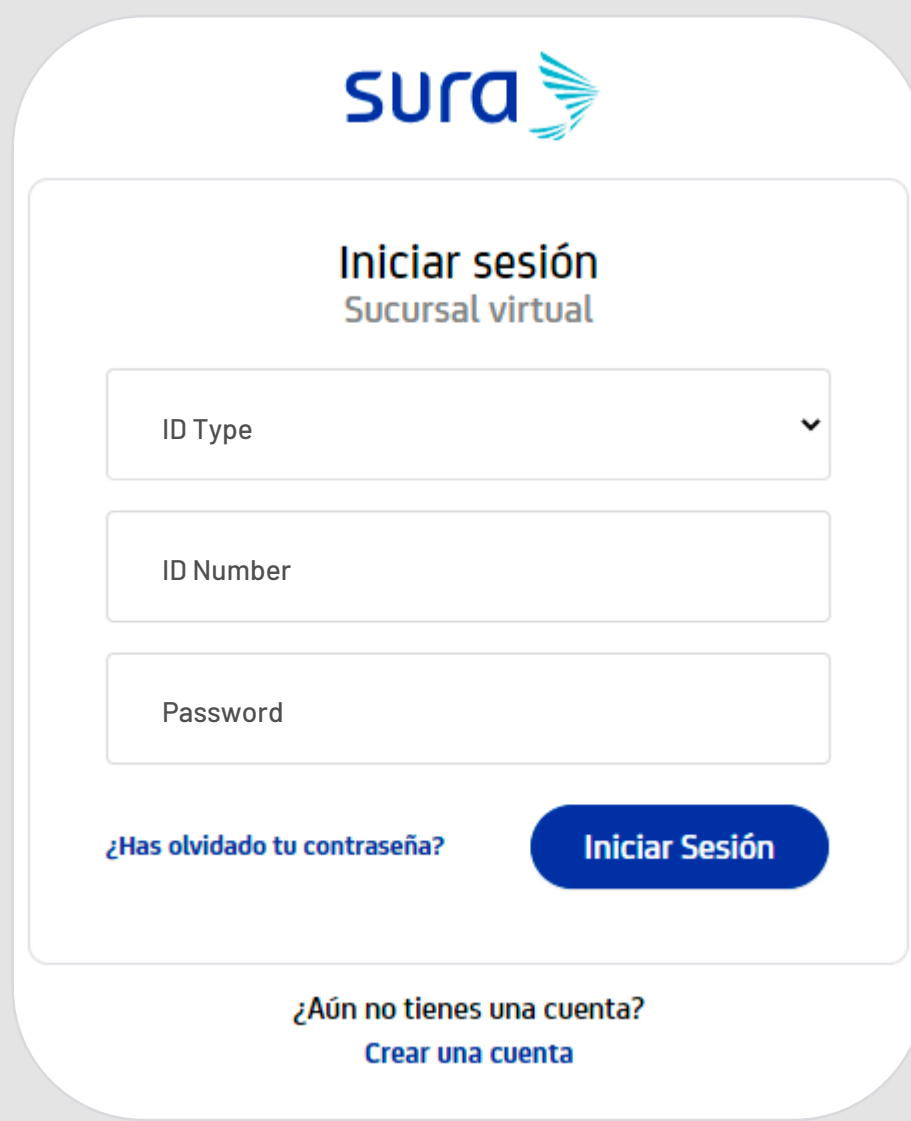 sura
Iniciar sesión
Sucursal virtual
ID Type
ID Number
Password
¿Has olvidado tu contraseña?
Iniciar Sesión
¿Aún no tienes una cuenta?
Crear una cuenta